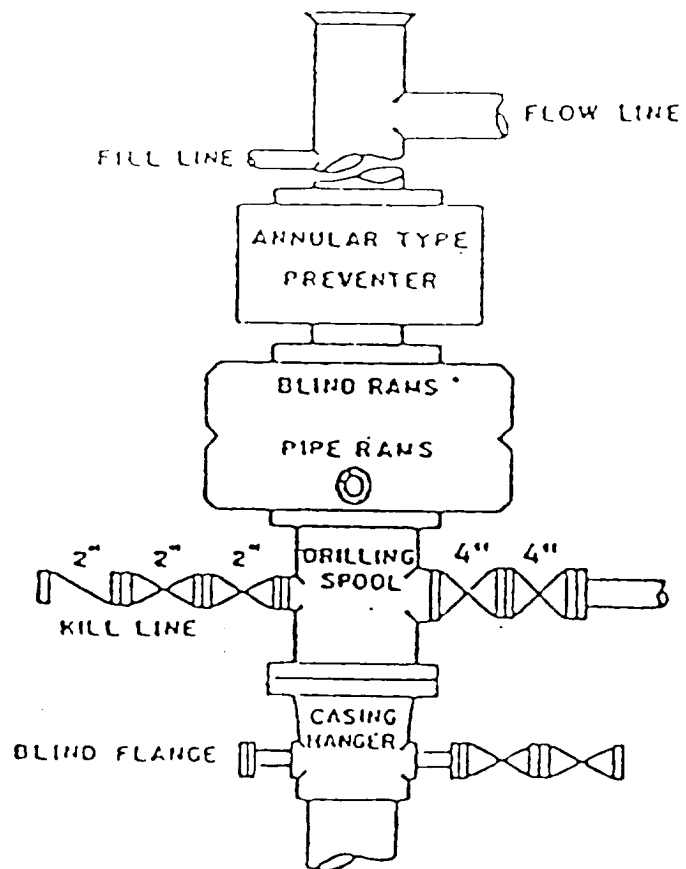 FLOW LINE
FILL LINE
ANNULAR TYPE
PREVENTER
BLIND RAMS
PIPE RAMS
2" 2" 2"
DRILLING
SPOOL
4" 4"
KILL LINE
CASING
HANGER
BLIND FLANGE